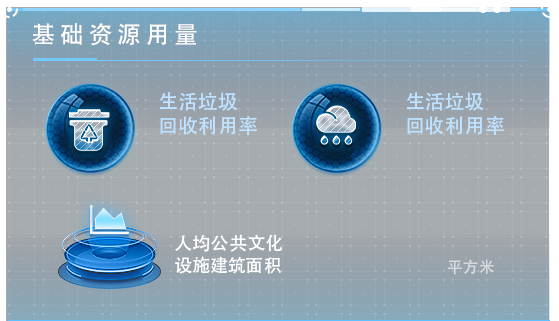 基础资源用量
生活垃圾
回收利用率
生活垃圾
回收利用率
人均公共文化
设施建筑面积
平方米